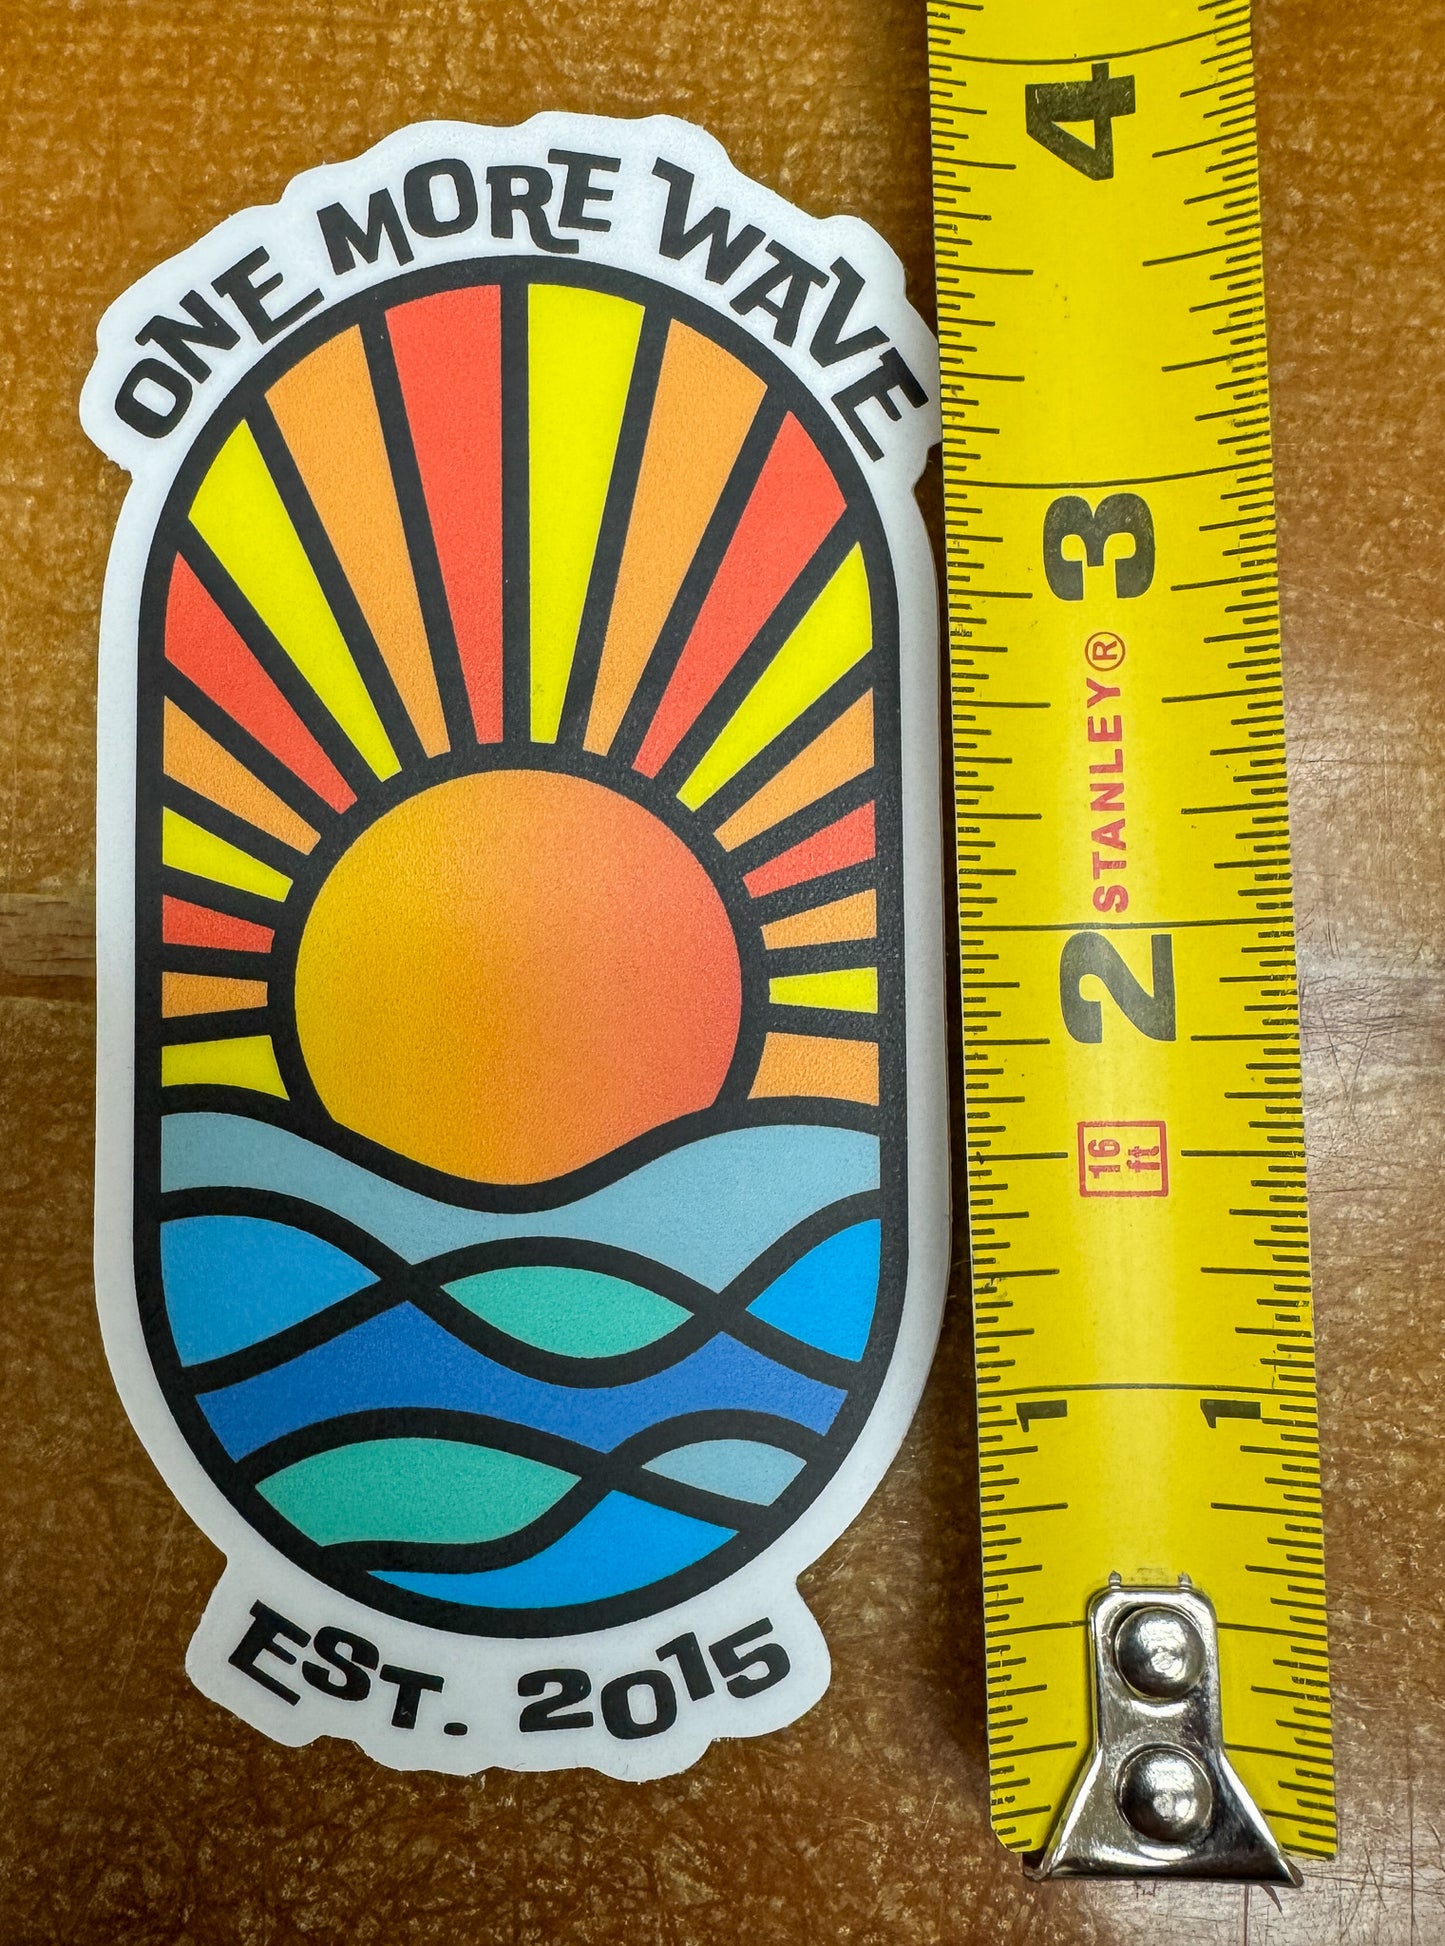 ONE MORE WAVE
EST. 2015
4
3
STANLEY®
2
16
ft
1 1